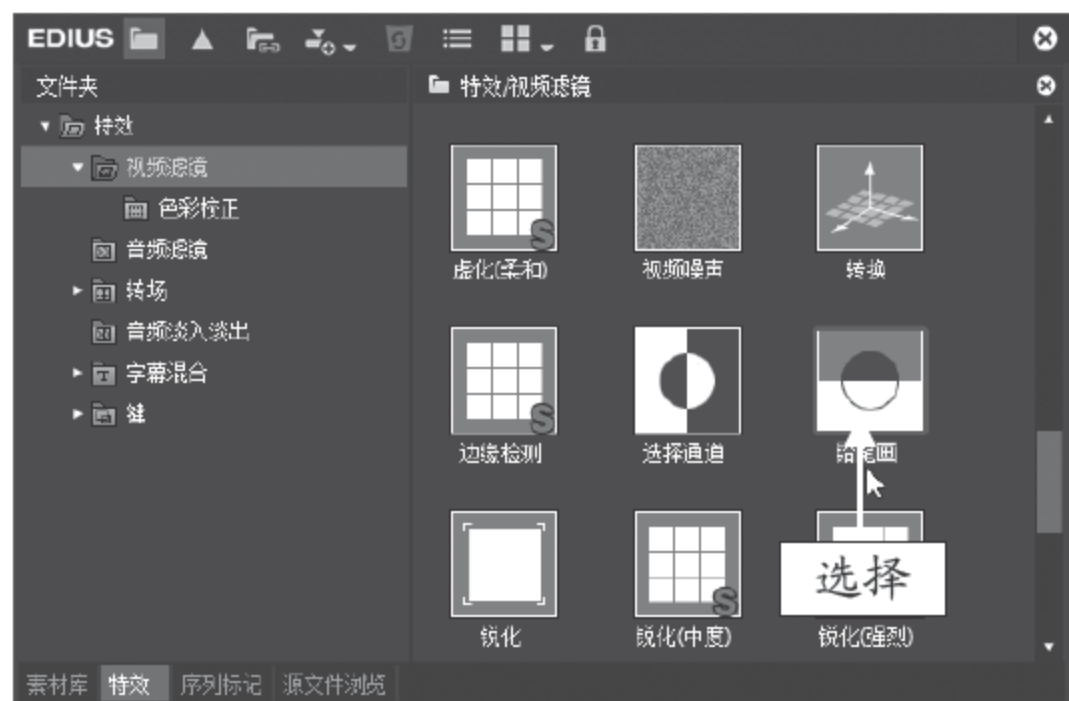 EDIUS
文件夹
特效/视频滤镜
特效
视频滤镜
色彩校正
音频滤镜
转场
音频淡入淡出
字幕混合
键
虚化(柔和)
视频噪声
转换
边缘检测
选择通道
铅笔画
选择
锐化
锐化(中度)
锐化(强烈)
素材库
特效
序列标记
源文件浏览